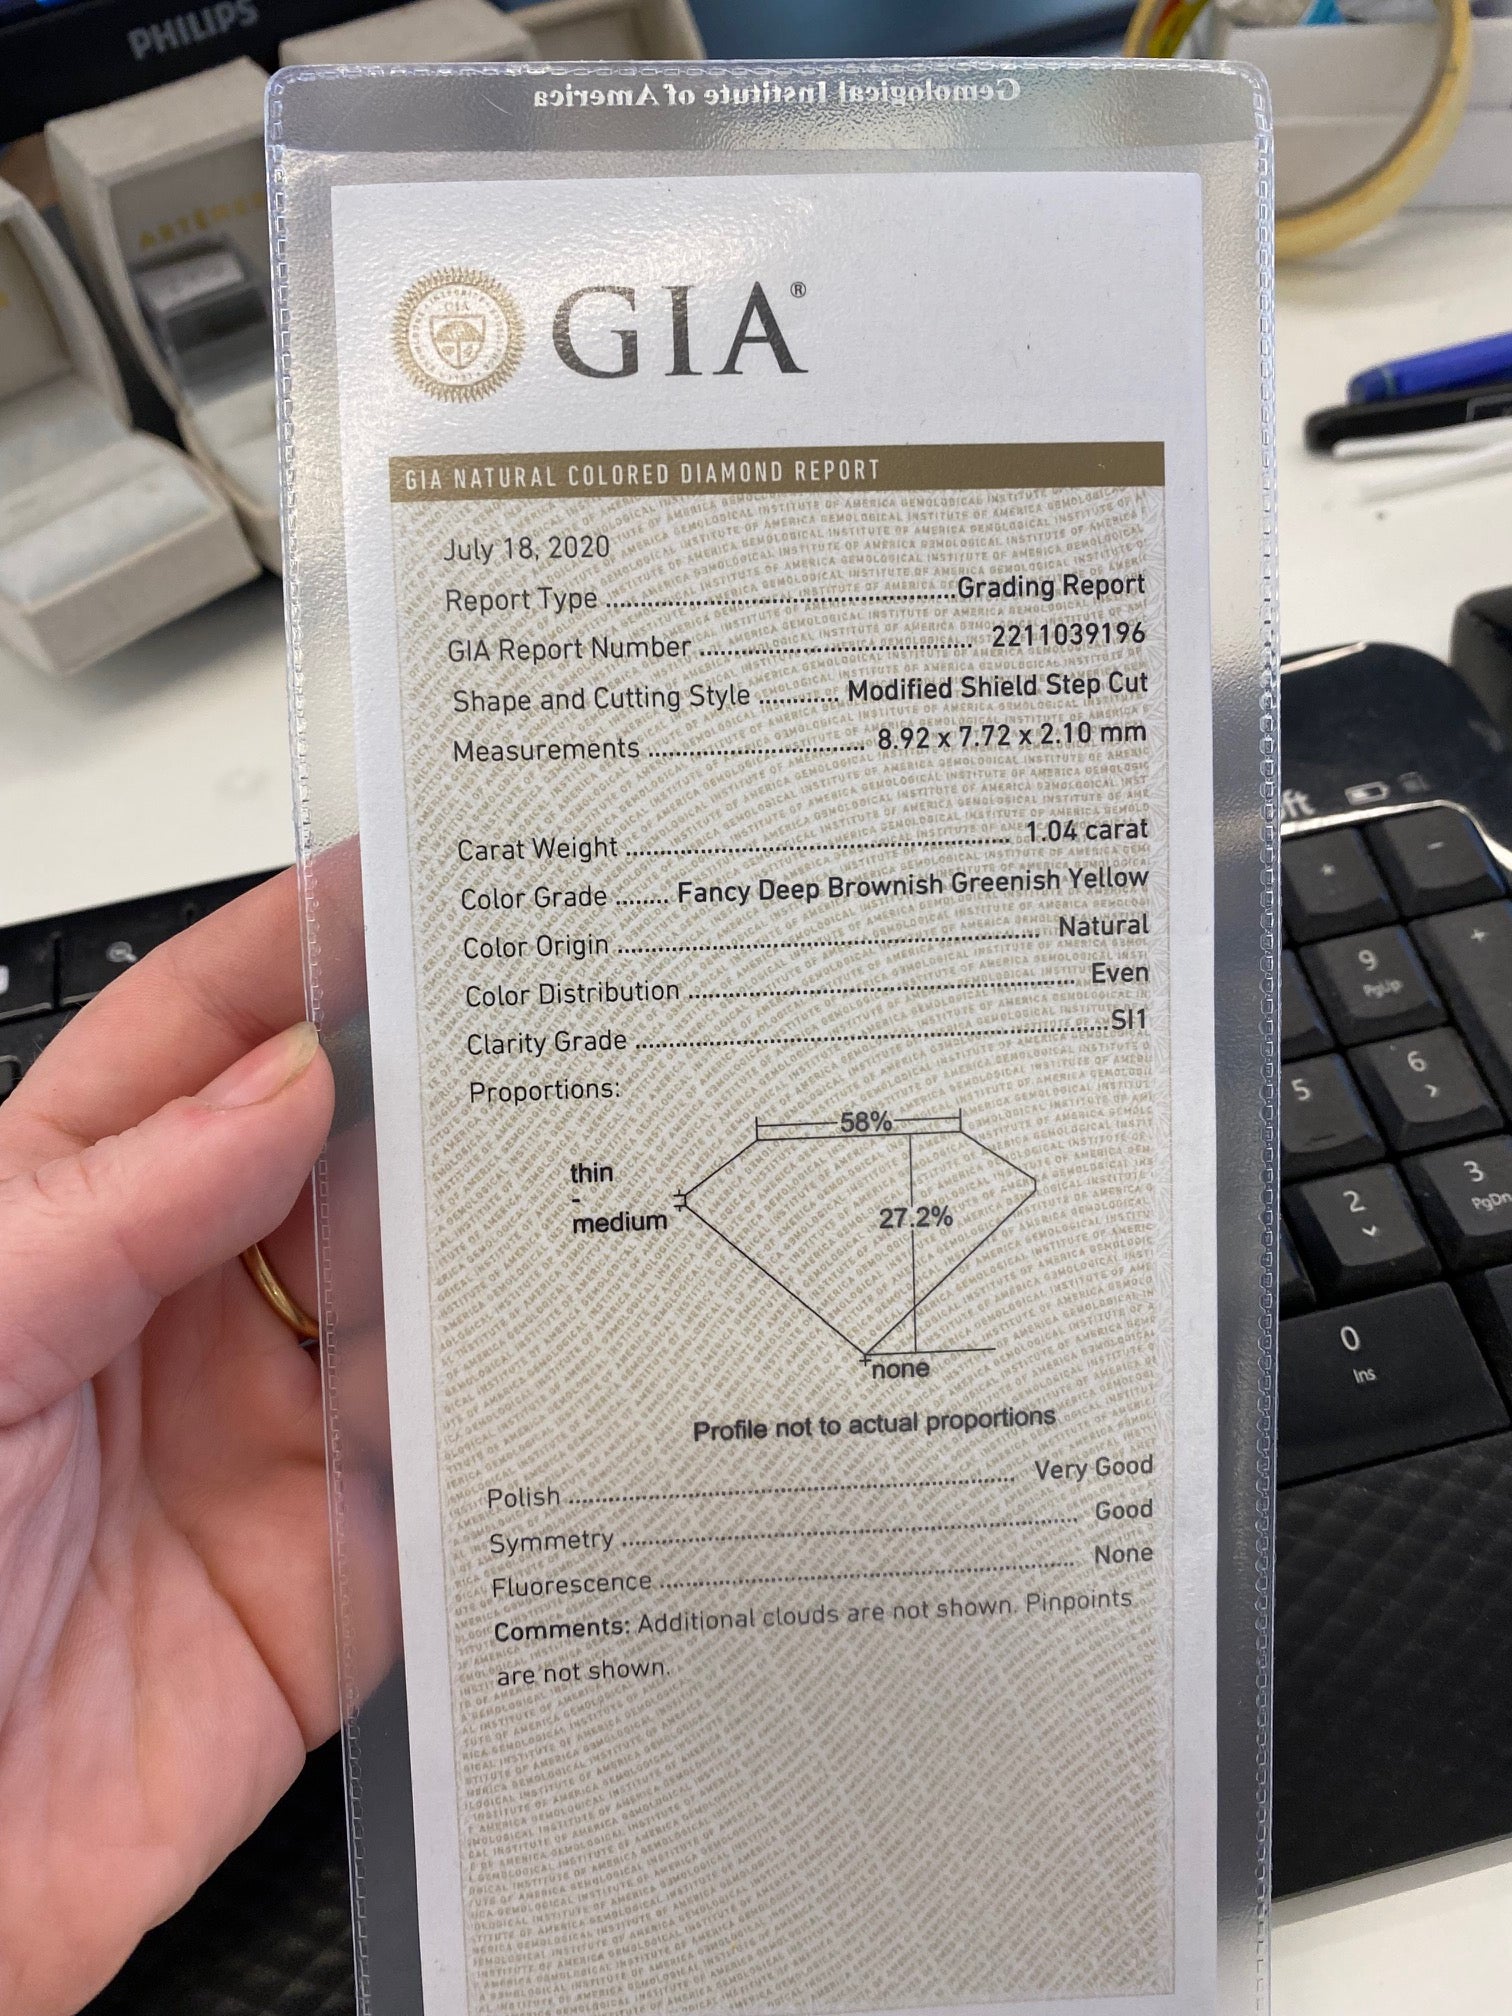 PHILIPS
Gemological Institute of America
GIA®
GIA NATURAL COLORED DIAMOND REPORT
July 18, 2020
Report Type ........ Grading Report
GIA Report Number ........ 2211039196
Shape and Cutting Style ........ Modified Shield Step Cut
Measurements ........ 8.92 x 7.72 x 2.10 mm
Carat Weight ........ 1.04 carat
Color Grade ........ Fancy Deep Brownish Greenish Yellow
Color Origin ........ Natural
Color Distribution ........ Even
Clarity Grade ........ SI1
Proportions:
58%
thin
-
medium
27.2%
none
Profile not to actual proportions
Polish ........ Very Good
Symmetry ........ Good
Fluorescence ........ None
Comments: Additional clouds are not shown. Pinpoints
are not shown.
ft
* -
9 +
PgUp
5 6
2 3
PgDn
0
Ins